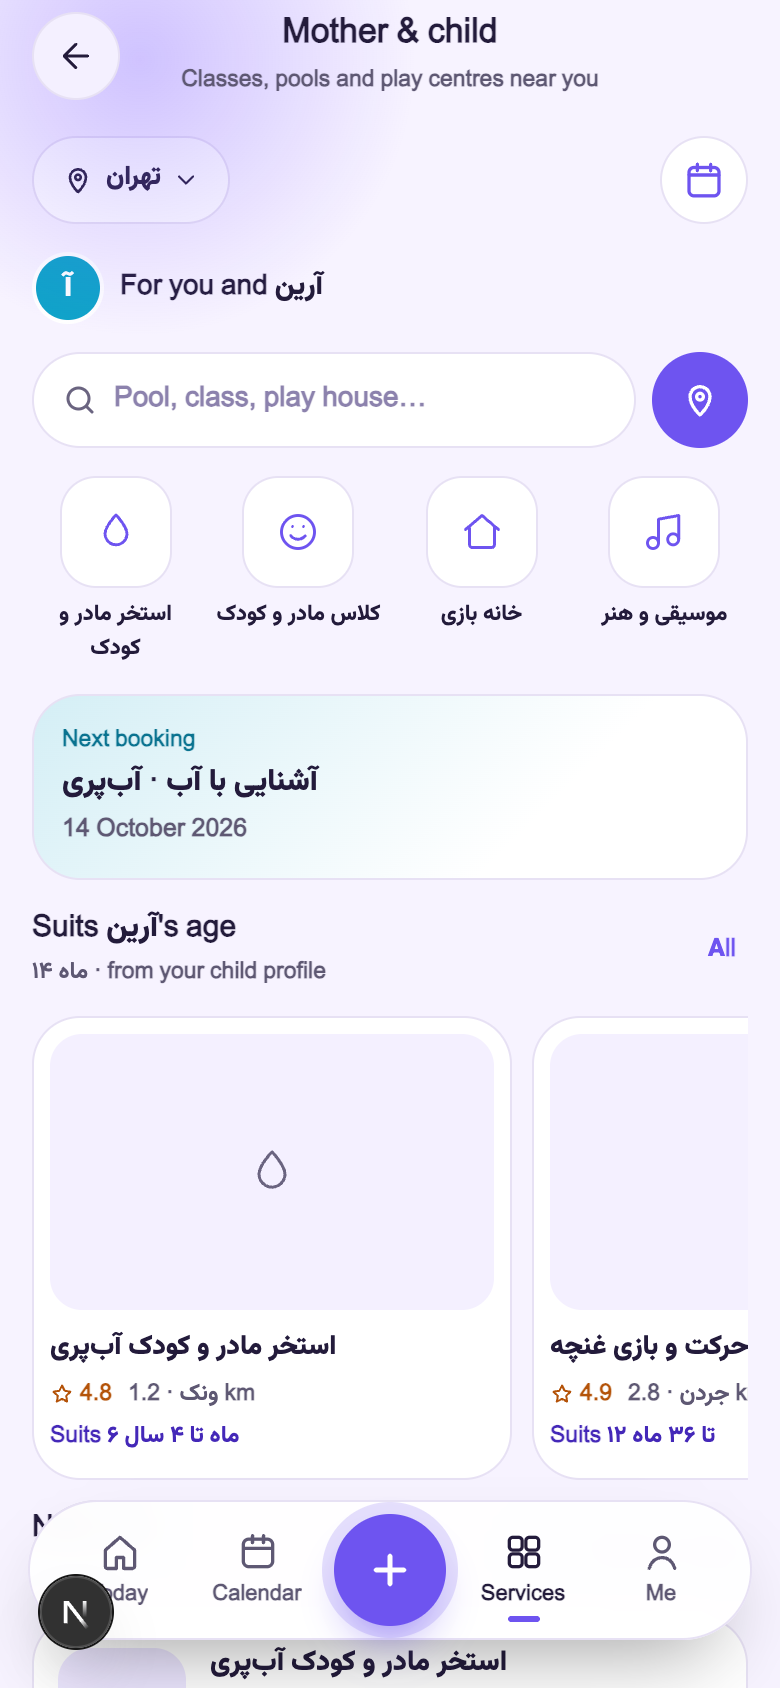 Mother & child
Classes, pools and play centres near you
تهران
آ
For you and آرین
Pool, class, play house…
استخر مادر و کودک
کلاس مادر و کودک
خانه بازی
موسیقی و هنر
Next booking
آشنایی با آب · آب‌پری
14 October 2026
Suits آرین's age
All
۱۴ ماه · from your child profile
استخر مادر و کودک آب‌پری
4.8 1.2 · ونک km
Suits ۶ ماه تا ۴ سال
حرکت و بازی غنچه
4.9 2.8 · جردن k
Suits ۱۲ تا ۳۶ ماه
N
oday
Calendar
Services
Me
N
استخر مادر و کودک آب‌پری